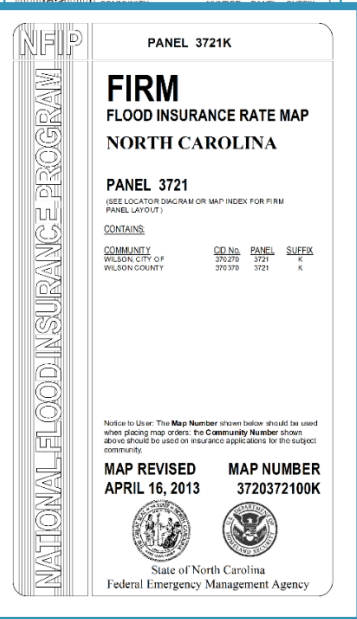 NFIP
NATIONAL FLOOD INSURANCE PROGRAM
PANEL 3721K
FIRM
FLOOD INSURANCE RATE MAP
NORTH CAROLINA
PANEL 3721
(SEE LOCATOR DIAGRAM OR MAP INDEX FOR FIRM
PANEL LAYOUT)
CONTAINS:
COMMUNITY CID No. PANEL SUFFIX
WILSON, CITY OF 370270 3721 K
WILSON COUNTY 370370 3721 K
Notice to User: The Map Number shown below should be used
when placing map orders; the Community Number shown
above should be used on insurance applications for the subject
community.
MAP REVISED MAP NUMBER
APRIL 16, 2013 3720372100K
State of North Carolina
Federal Emergency Management Agency